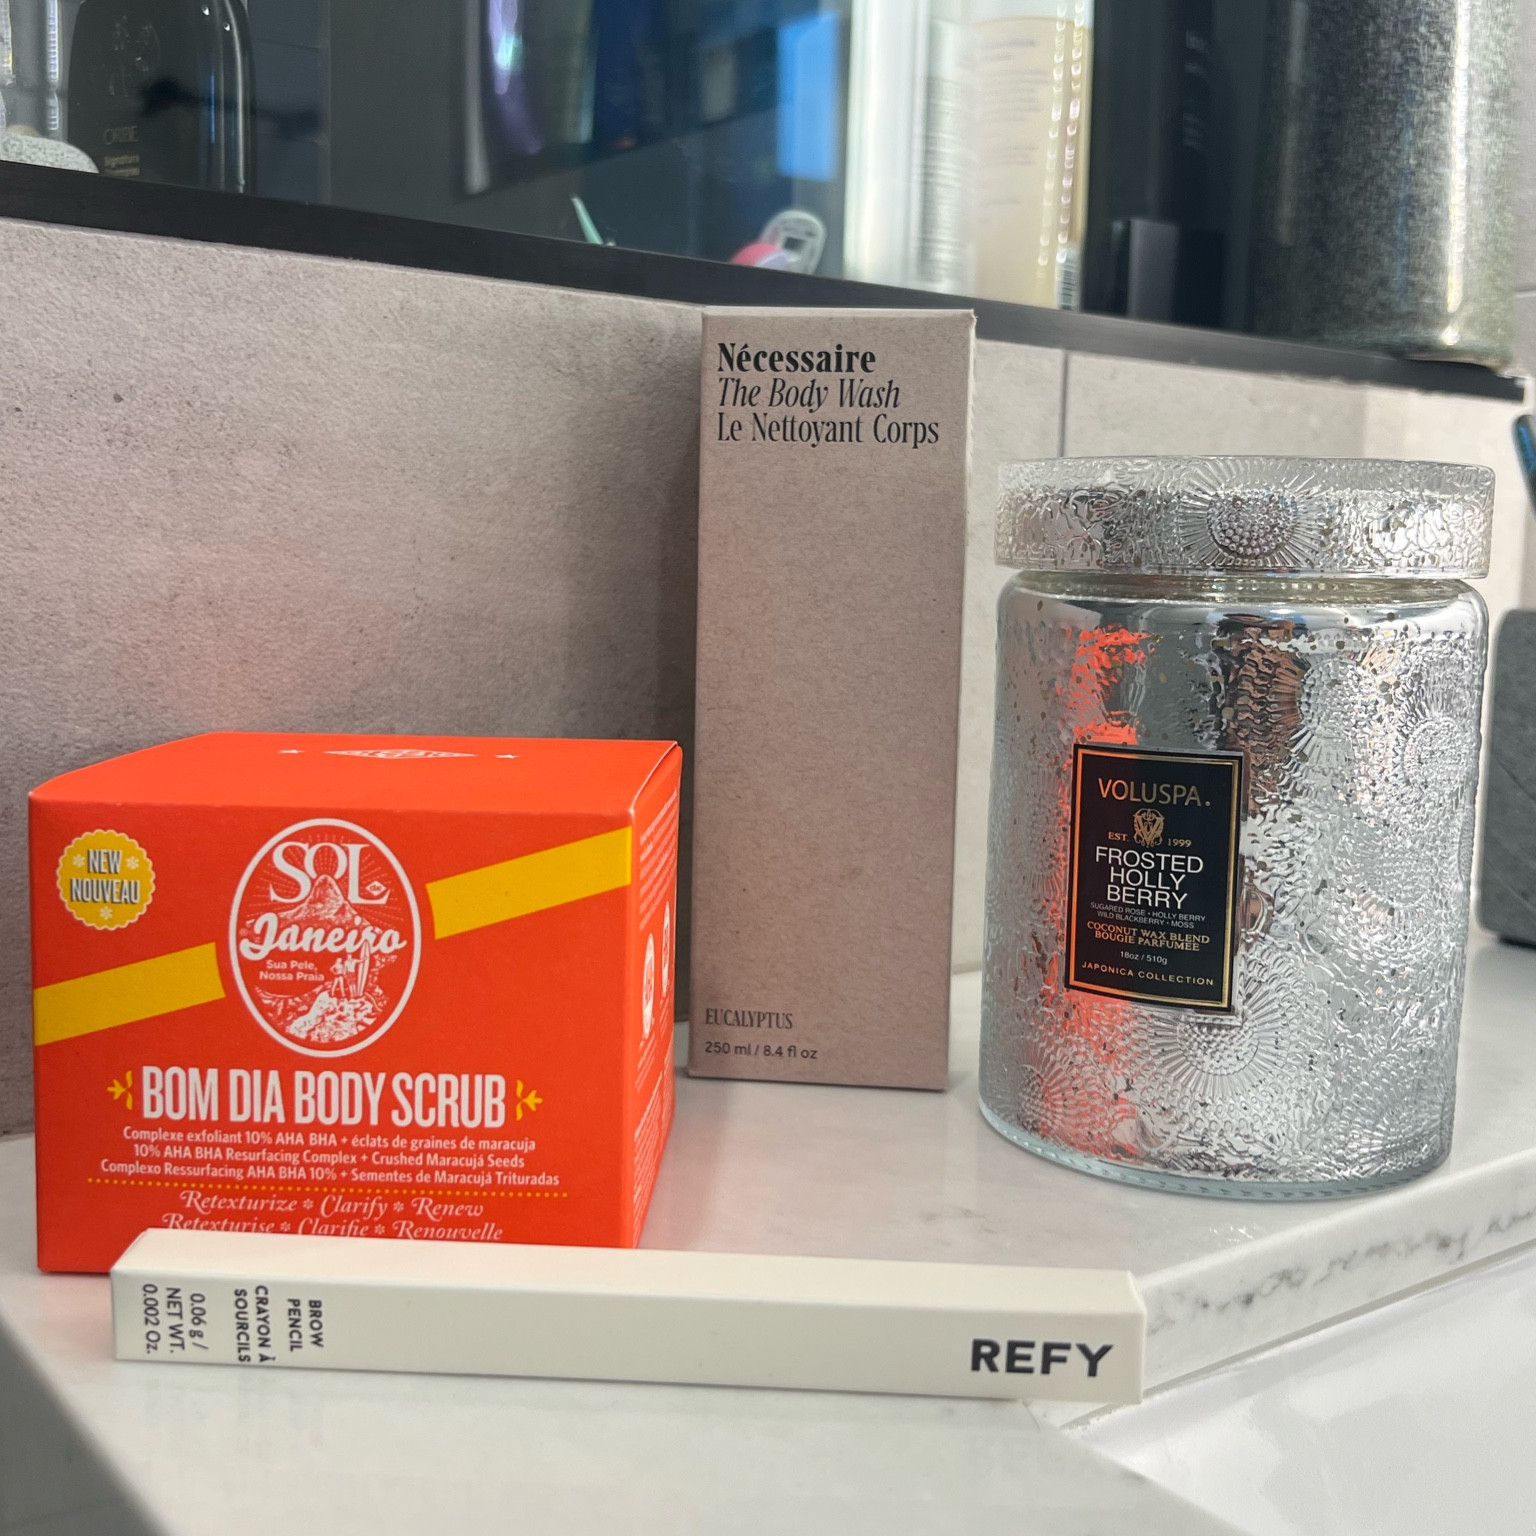 ORIBE
Signature
Nécessaire
The Body Wash
Le Nettoyant Corps
EUCALYPTUS
250 ml / 8.4 fl oz
VOLUSPA.
EST. 1999
FROSTED
HOLLY
BERRY
SUGARED ROSE • HOLLY BERRY
WILD BLACKBERRY • MOSS
COCONUT WAX BLEND
BOUGIE PARFUMÉE
18oz / 510g
JAPONICA COLLECTION
NEW
NOUVEAU
SOL
de
Janeiro
Sua Pele,
Nossa Praia
BOM DIA BODY SCRUB
Complexe exfoliant 10% AHA BHA + éclats de graines de maracuja
10% AHA BHA Resurfacing Complex + Crushed Maracujá Seeds
Complexo Ressurfacing AHA BHA 10% + Sementes de Maracujá Trituradas
Retexturize * Clarify * Renew
Retexturise * Clarifie * Renouvelle
BROW
PENCIL
CRAYON À
SOURCILS
0.06 g /
NET WT.
0.002 Oz.
REFY